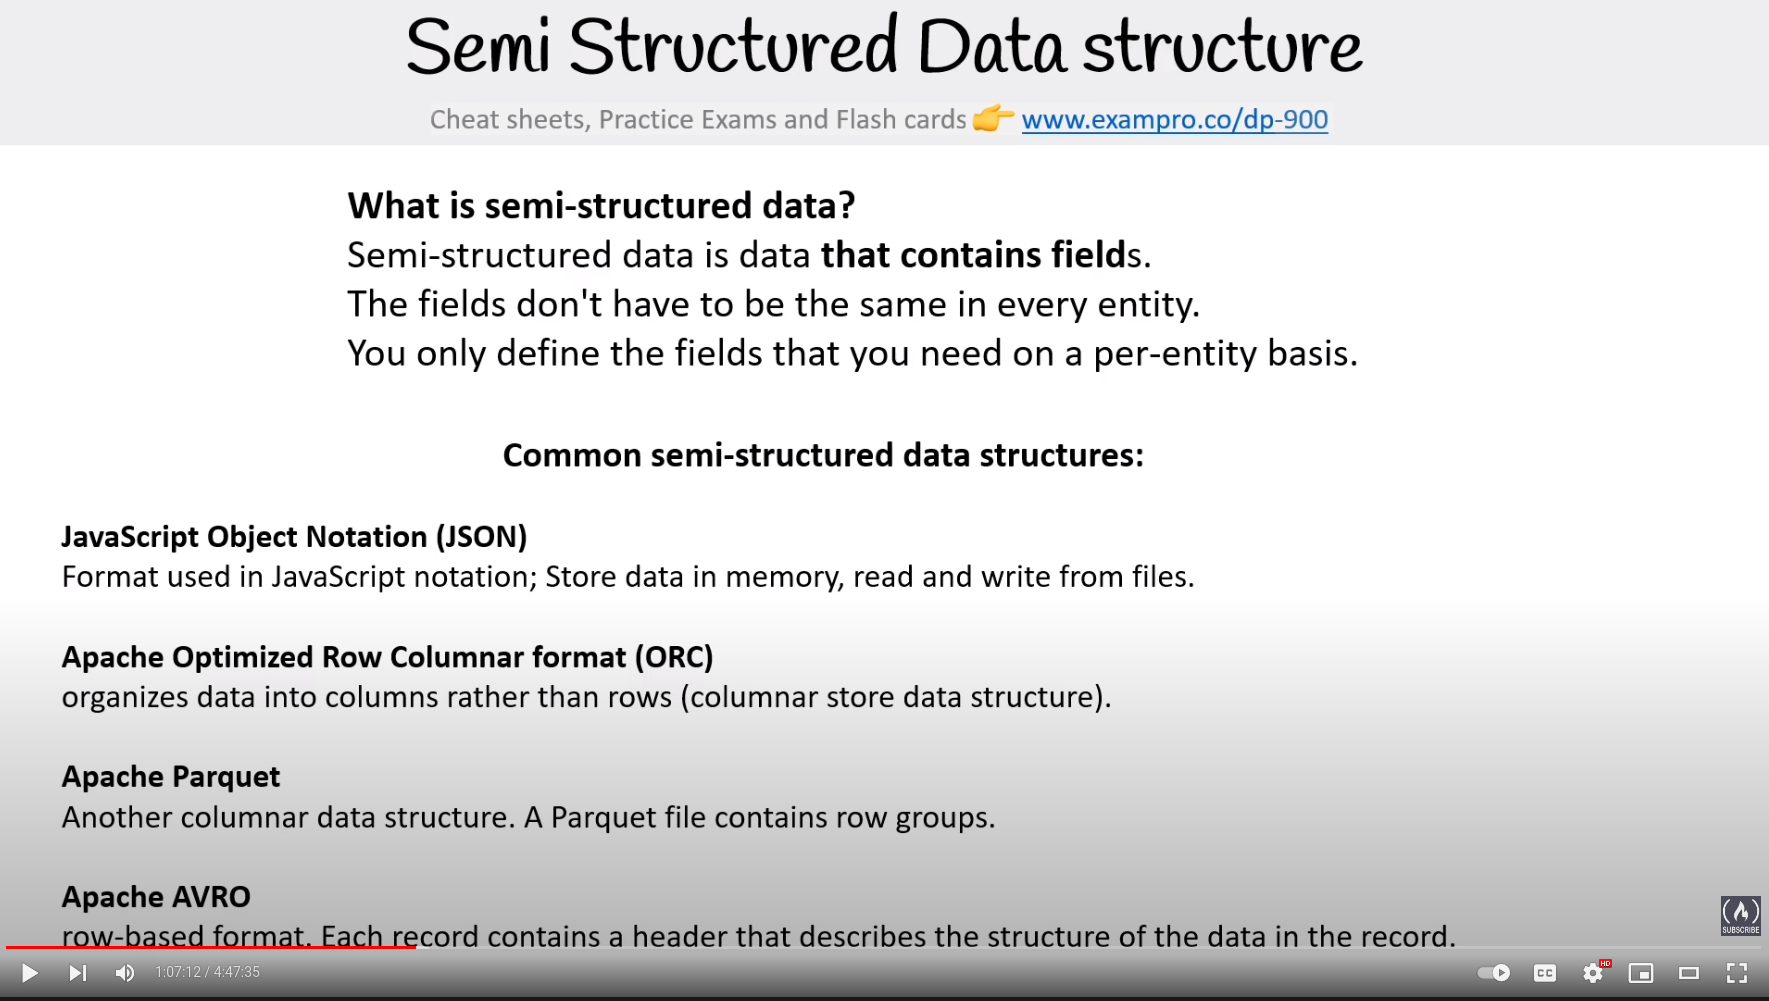 Semi Structured Data structure
Cheat sheets, Practice Exams and Flash cards 👉 www.exampro.co/dp-900
What is semi-structured data?
Semi-structured data is data that contains fields.
The fields don't have to be the same in every entity.
You only define the fields that you need on a per-entity basis.
Common semi-structured data structures:
JavaScript Object Notation (JSON)
Format used in JavaScript notation; Store data in memory, read and write from files.
Apache Optimized Row Columnar format (ORC)
organizes data into columns rather than rows (columnar store data structure).
Apache Parquet
Another columnar data structure. A Parquet file contains row groups.
Apache AVRO
row-based format. Each record contains a header that describes the structure of the data in the record.
SUBSCRIBE
1:07:12 / 4:47:35
CC
HD